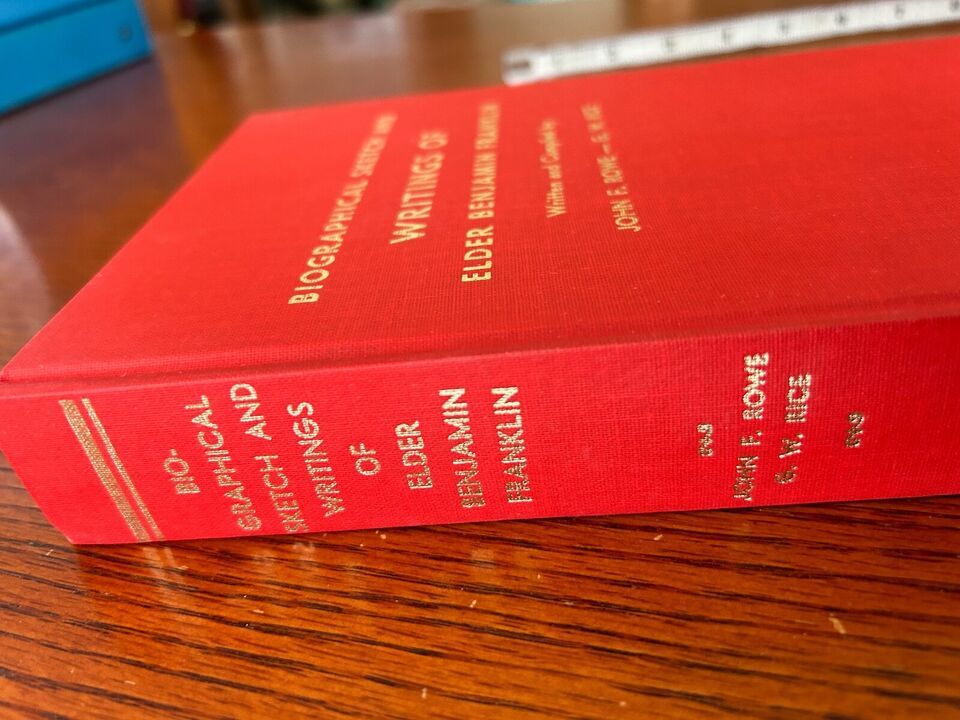 BIOGRAPHICAL SKETCH AND
WRITINGS OF
ELDER BENJAMIN FRANKLIN
Written and Compiled by
JOHN F. ROWE — G. W. RICE
BIO-
GRAPHICAL
SKETCH AND
WRITINGS
OF
ELDER
BENJAMIN
FRANKLIN
JOHN F. ROWE
G. W. RICE